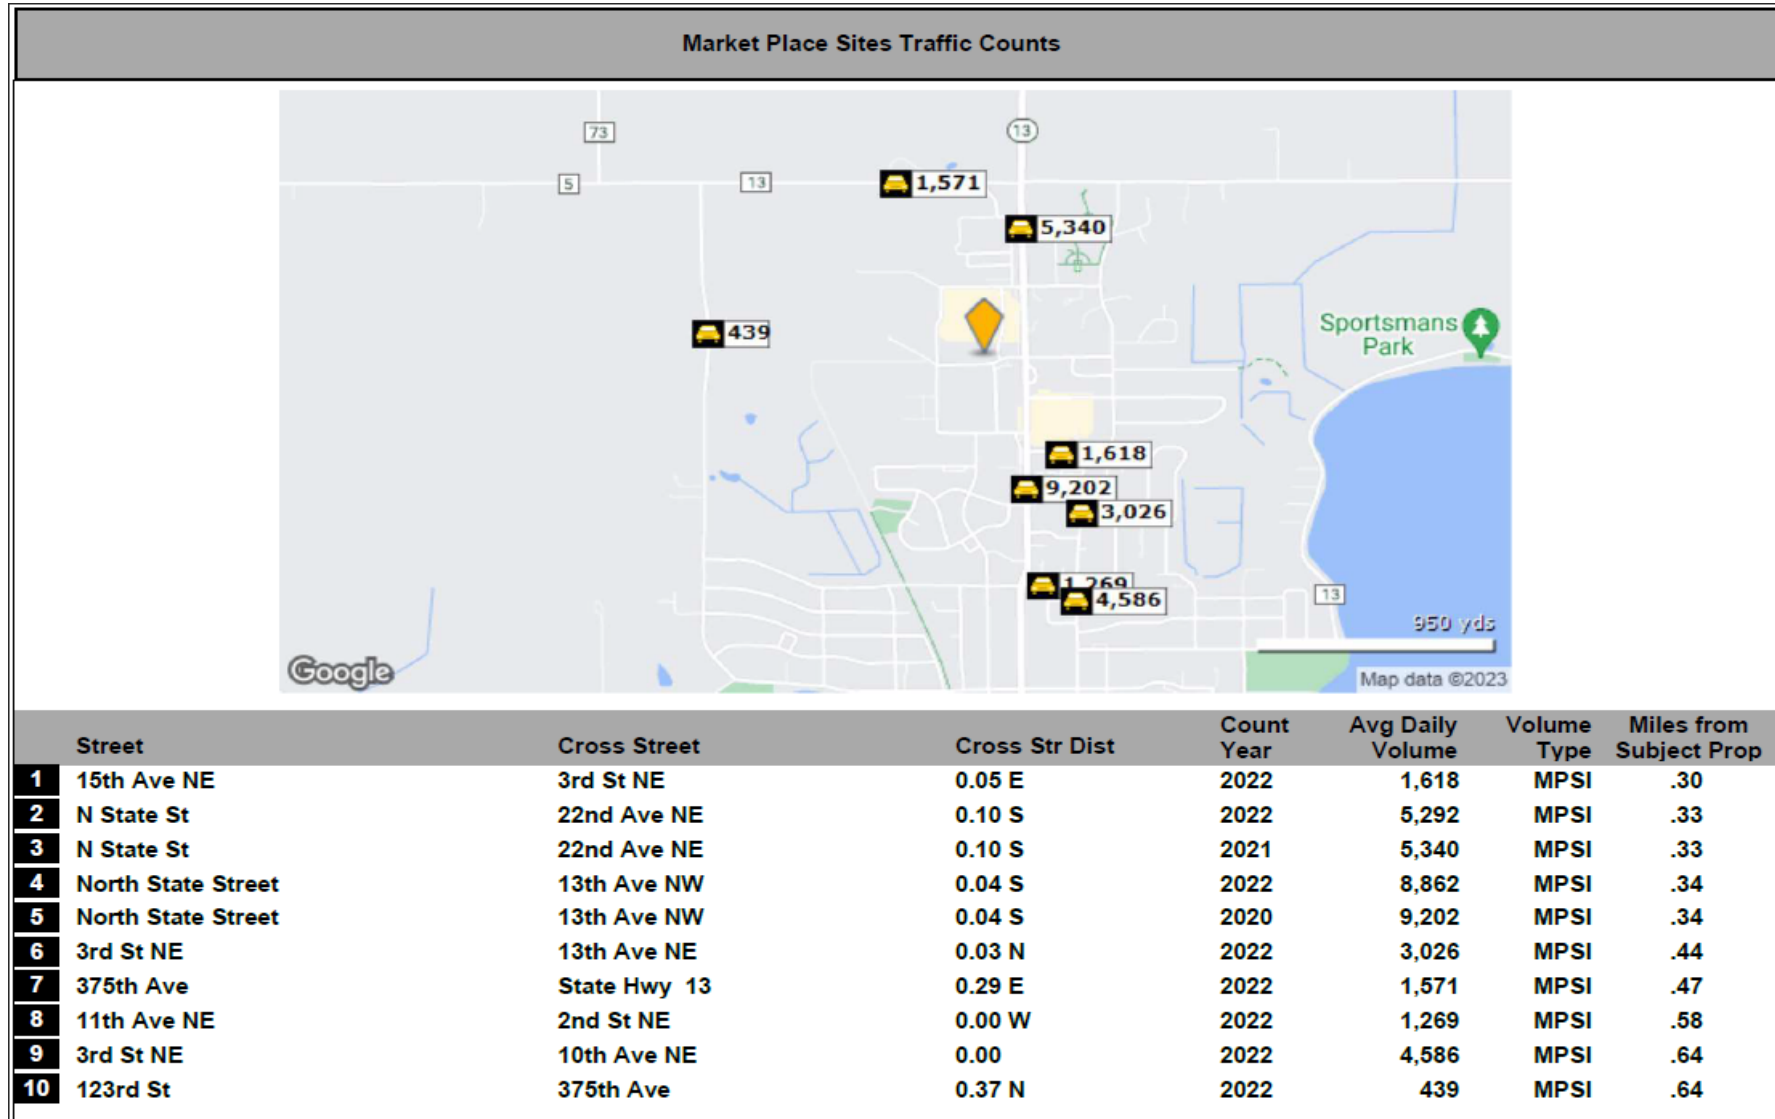 Market Place Sites Traffic Counts
73
13
5
13
1,571
5,340
439
Sportsmans
Park
1,618
9,202
3,026
1,269
4,586
13
950 yds
Google
Map data ©2023
Street Cross Street Cross Str Dist Count Year Avg Daily Volume Volume Type Miles from Subject Prop
1 15th Ave NE 3rd St NE 0.05 E 2022 1,618 MPSI .30
2 N State St 22nd Ave NE 0.10 S 2022 5,292 MPSI .33
3 N State St 22nd Ave NE 0.10 S 2021 5,340 MPSI .33
4 North State Street 13th Ave NW 0.04 S 2022 8,862 MPSI .34
5 North State Street 13th Ave NW 0.04 S 2020 9,202 MPSI .34
6 3rd St NE 13th Ave NE 0.03 N 2022 3,026 MPSI .44
7 375th Ave State Hwy 13 0.29 E 2022 1,571 MPSI .47
8 11th Ave NE 2nd St NE 0.00 W 2022 1,269 MPSI .58
9 3rd St NE 10th Ave NE 0.00 2022 4,586 MPSI .64
10 123rd St 375th Ave 0.37 N 2022 439 MPSI .64